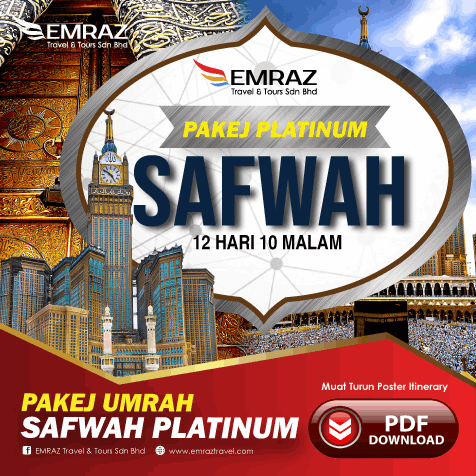 EMRAZ
Travel & Tours Sdn Bhd
EMRAZ
Travel & Tours Sdn Bhd
PAKEJ PLATINUM
SAFWAH
12 HARI 10 MALAM
Muat Turun Poster Itinerary
PAKEJ UMRAH
SAFWAH PLATINUM
PDF
DOWNLOAD
EMRAZ Travel & Tours Sdn Bhd
www.emraztravel.com